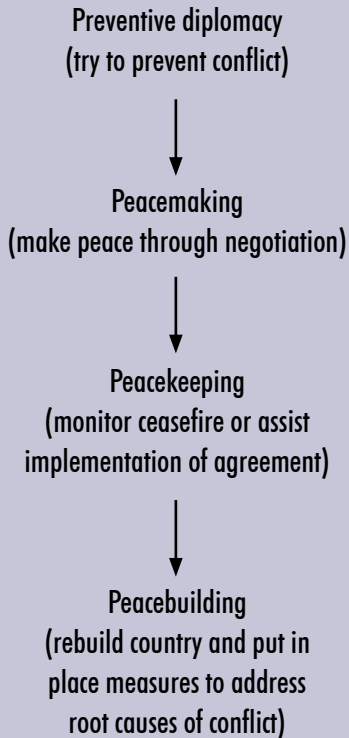 Preventive diplomacy
(try to prevent conflict)
Peacemaking
(make peace through negotiation)
Peacekeeping
(monitor ceasefire or assist
implementation of agreement)
Peacebuilding
(rebuild country and put in
place measures to address
root causes of conflict)